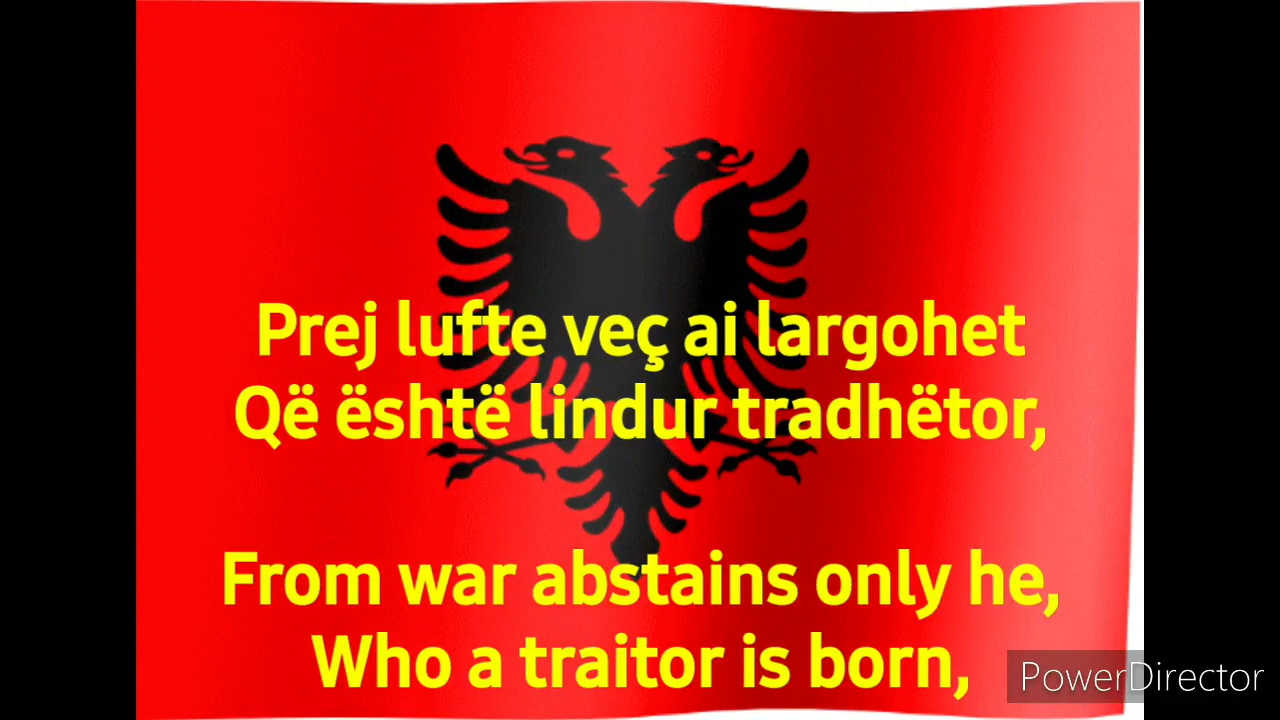 Prej lufte veç ai largohet
Që është lindur tradhëtor,
From war abstains only he,
Who a traitor is born,
PowerDirector